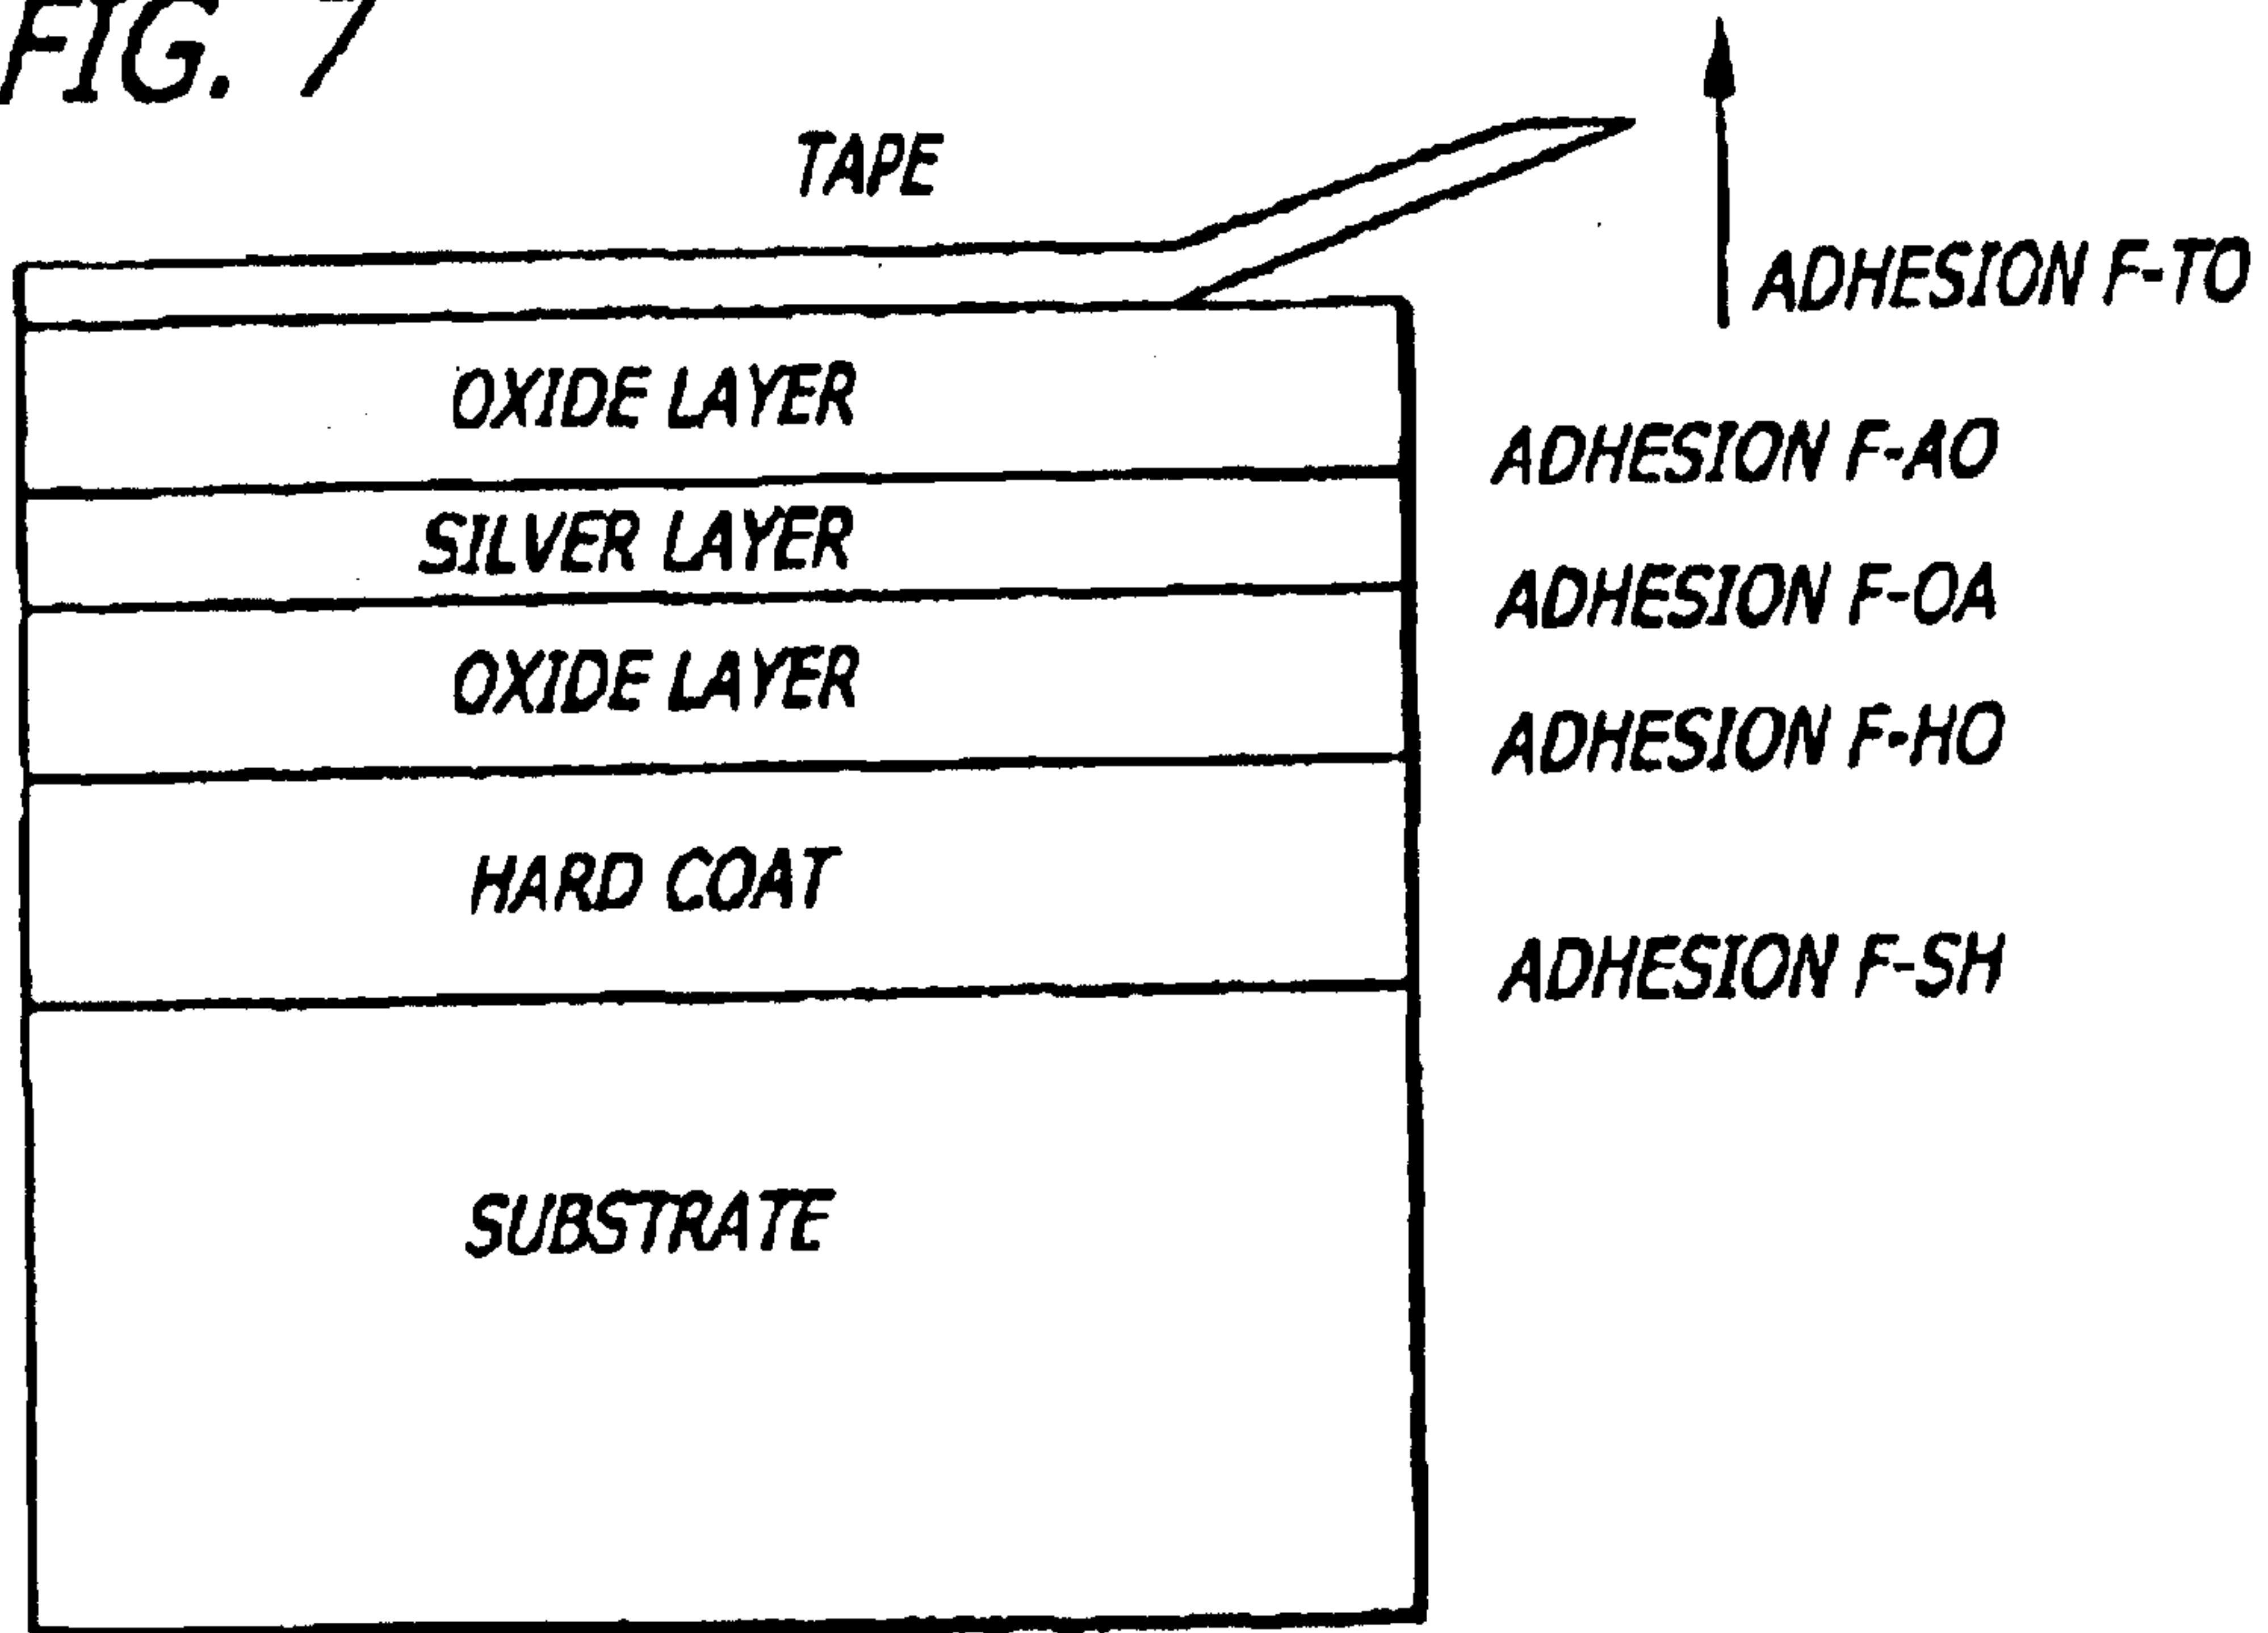 FIG. 7
TAPE
ADHESION F-TO
OXIDE LAYER
ADHESION F-AO
SILVER LAYER
ADHESION F-OA
OXIDE LAYER
ADHESION F-HO
HARD COAT
ADHESION F-SH
SUBSTRATE